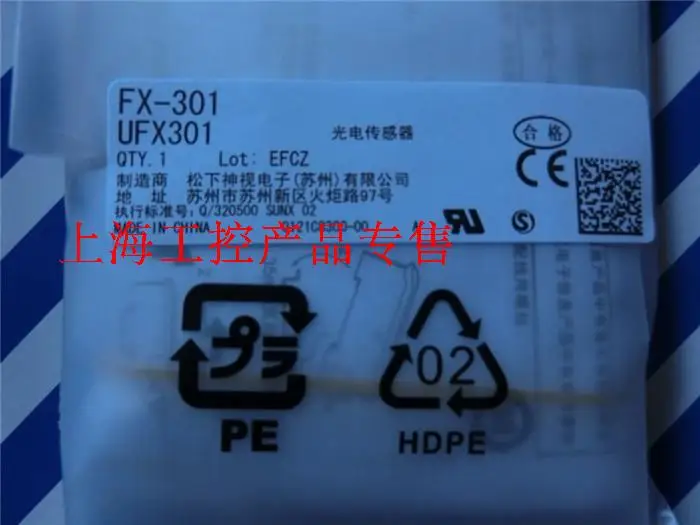 FX-301
UFX301
光电传感器
合格
QTY.1 Lot: EFCZ
制造商 松下神视电子(苏州)有限公司
地 址 苏州市苏州新区火炬路97号
执行标准号: Q/320500 SUNX 02
MADE IN CHINA
上海工控产品专售
CE
S
プラ
PE
02
HDPE